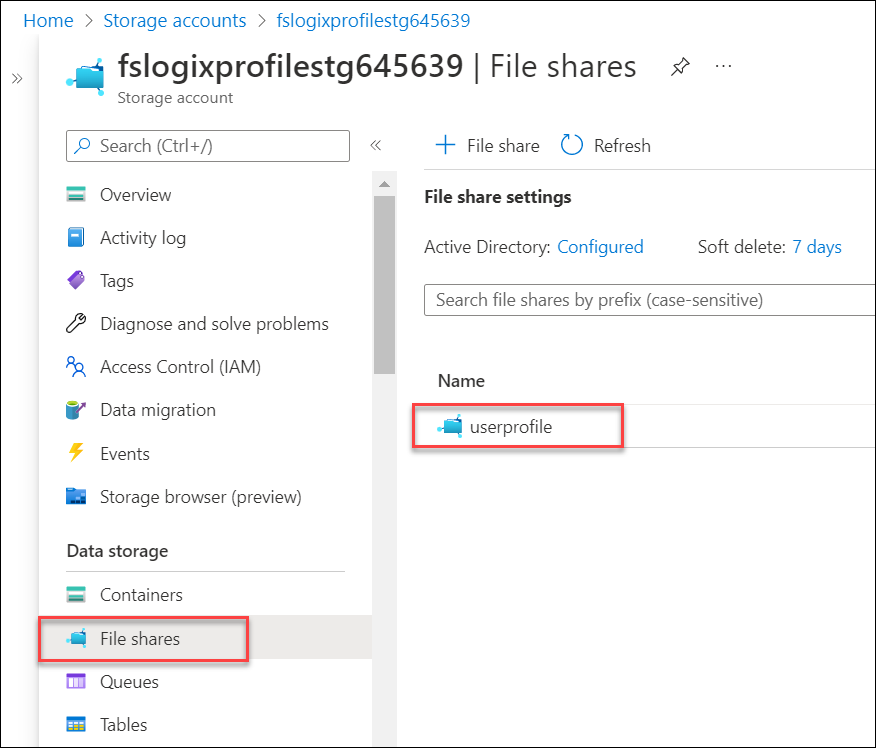 Home > Storage accounts > fslogixprofilestg645639
fslogixprofilestg645639 | File shares
Storage account
Search (Ctrl+/)
Overview
Activity log
Tags
Diagnose and solve problems
Access Control (IAM)
Data migration
Events
Storage browser (preview)
Data storage
Containers
File shares
Queues
Tables
File share
Refresh
File share settings
Active Directory: Configured
Soft delete: 7 days
Search file shares by prefix (case-sensitive)
Name
userprofile